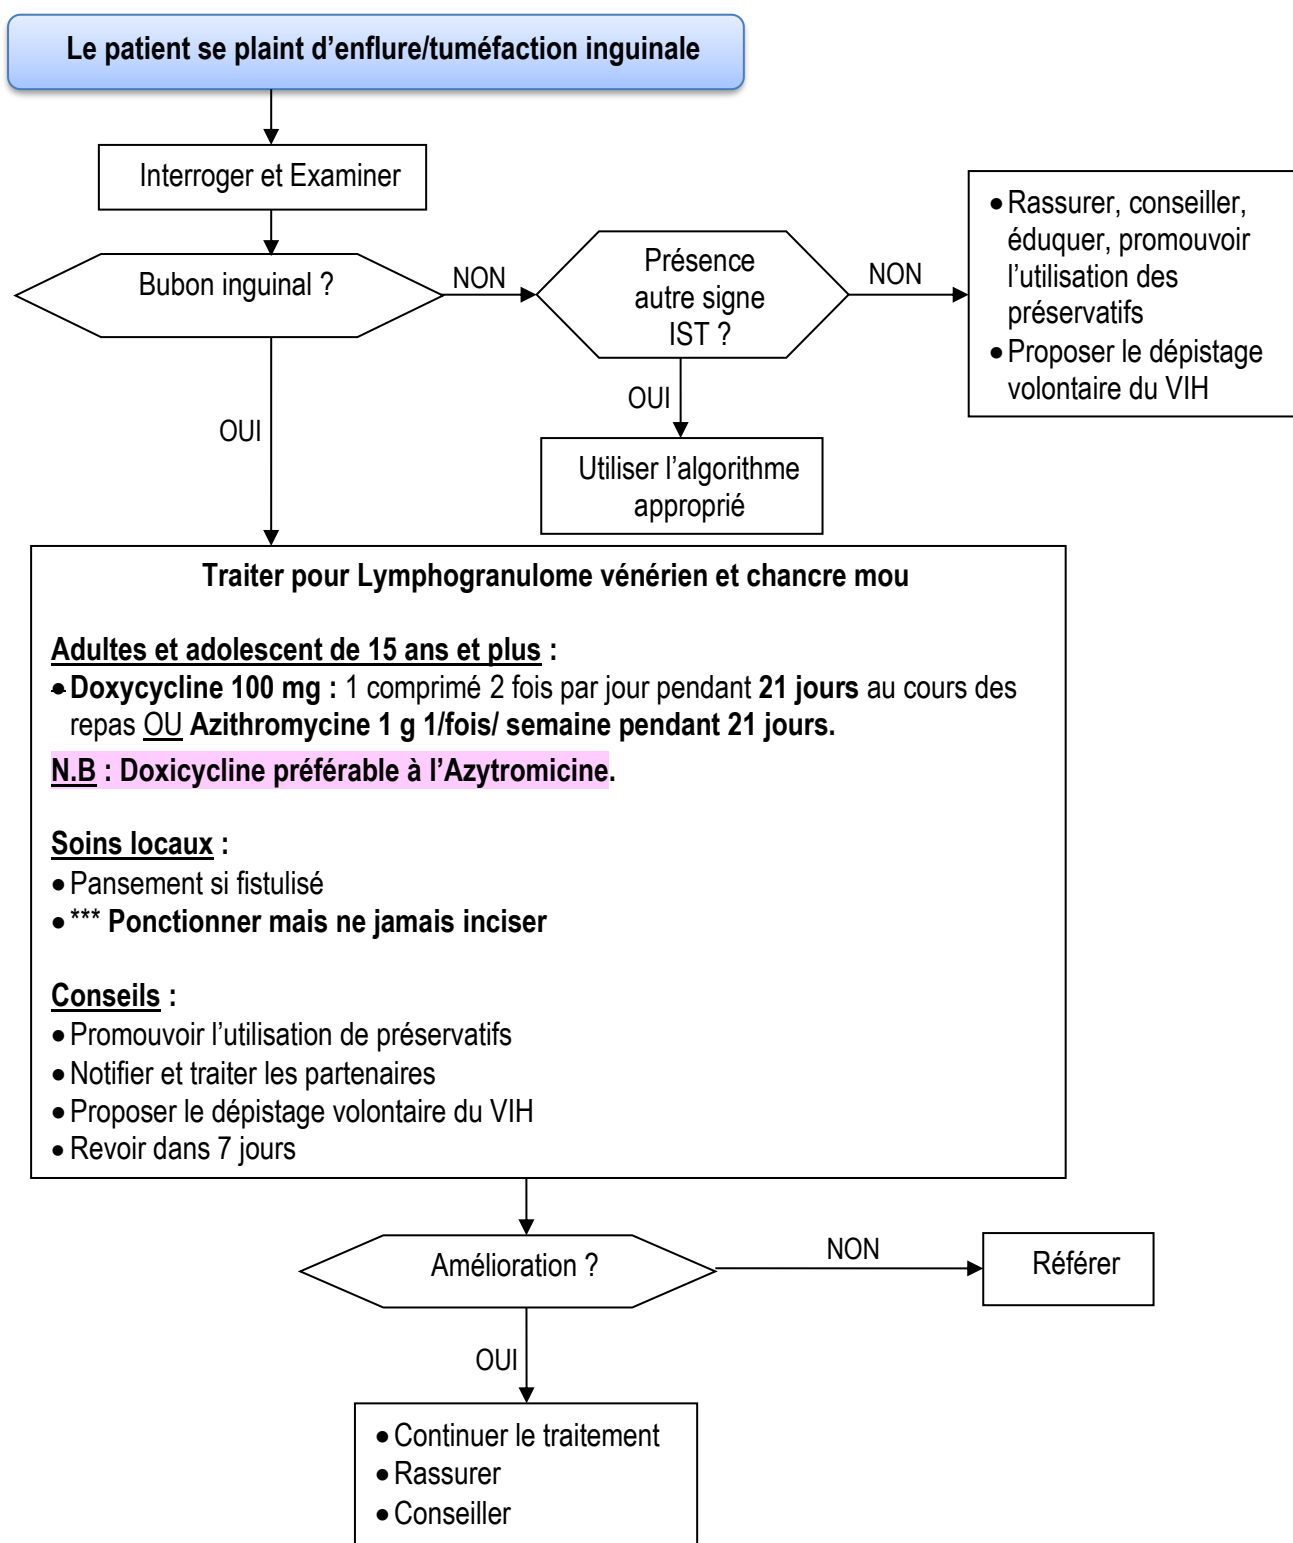 Le patient se plaint d’enflure/tuméfaction inguinale
Interroger et Examiner
Bubon inguinal ?
NON
Présence
autre signe
IST ?
NON
• Rassurer, conseiller,
éduquer, promouvoir
l’utilisation des
préservatifs
• Proposer le dépistage
volontaire du VIH
OUI
Utiliser l’algorithme
approprié
OUI
Traiter pour Lymphogranulome vénérien et chancre mou
Adultes et adolescent de 15 ans et plus :
• Doxycycline 100 mg : 1 comprimé 2 fois par jour pendant 21 jours au cours des
repas OU Azithromycine 1 g 1/fois/ semaine pendant 21 jours.
N.B : Doxicycline préférable à l’Azytromicine.
Soins locaux :
• Pansement si fistulisé
• *** Ponctionner mais ne jamais inciser
Conseils :
• Promouvoir l’utilisation de préservatifs
• Notifier et traiter les partenaires
• Proposer le dépistage volontaire du VIH
• Revoir dans 7 jours
Amélioration ?
NON
Référer
OUI
• Continuer le traitement
• Rassurer
• Conseiller